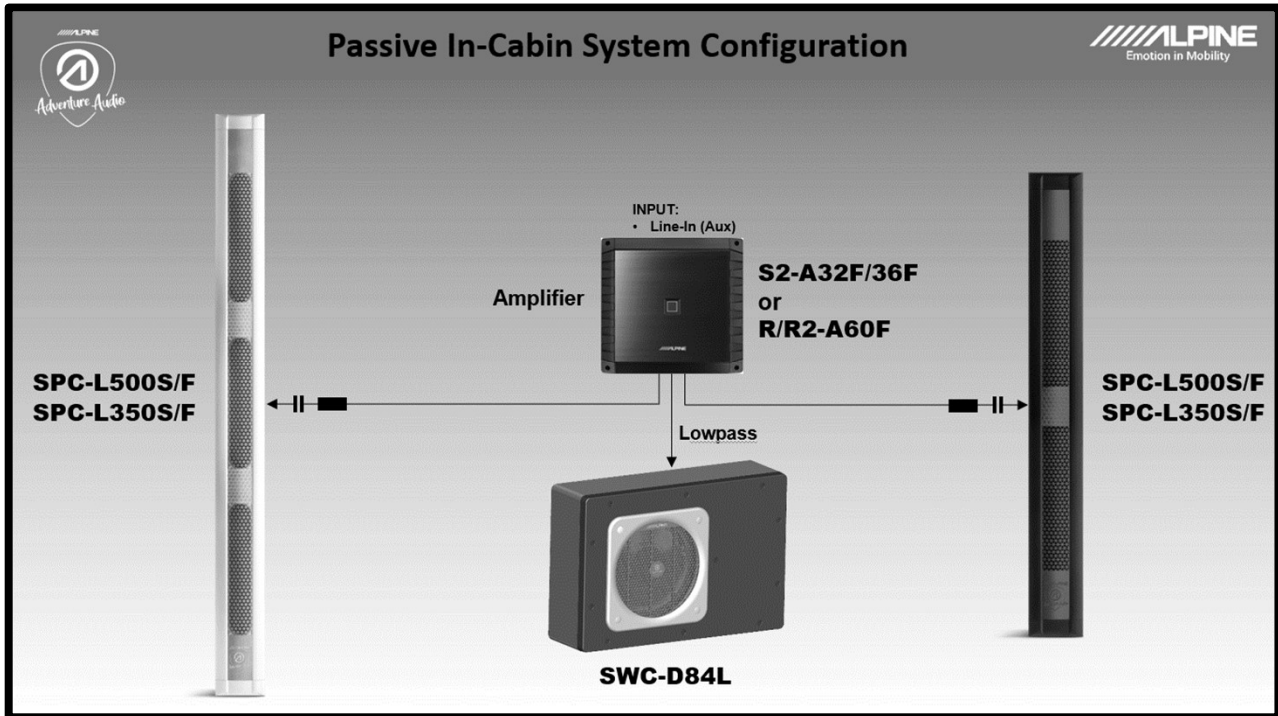 ALPINE
Adventure Audio
Passive In-Cabin System Configuration
ALPINE
Emotion in Mobility
INPUT:
• Line-In (Aux)
Amplifier
S2-A32F/36F
or
R/R2-A60F
ALPINE
SPC-L500S/F
SPC-L350S/F
SPC-L500S/F
SPC-L350S/F
Lowpass
SWC-D84L